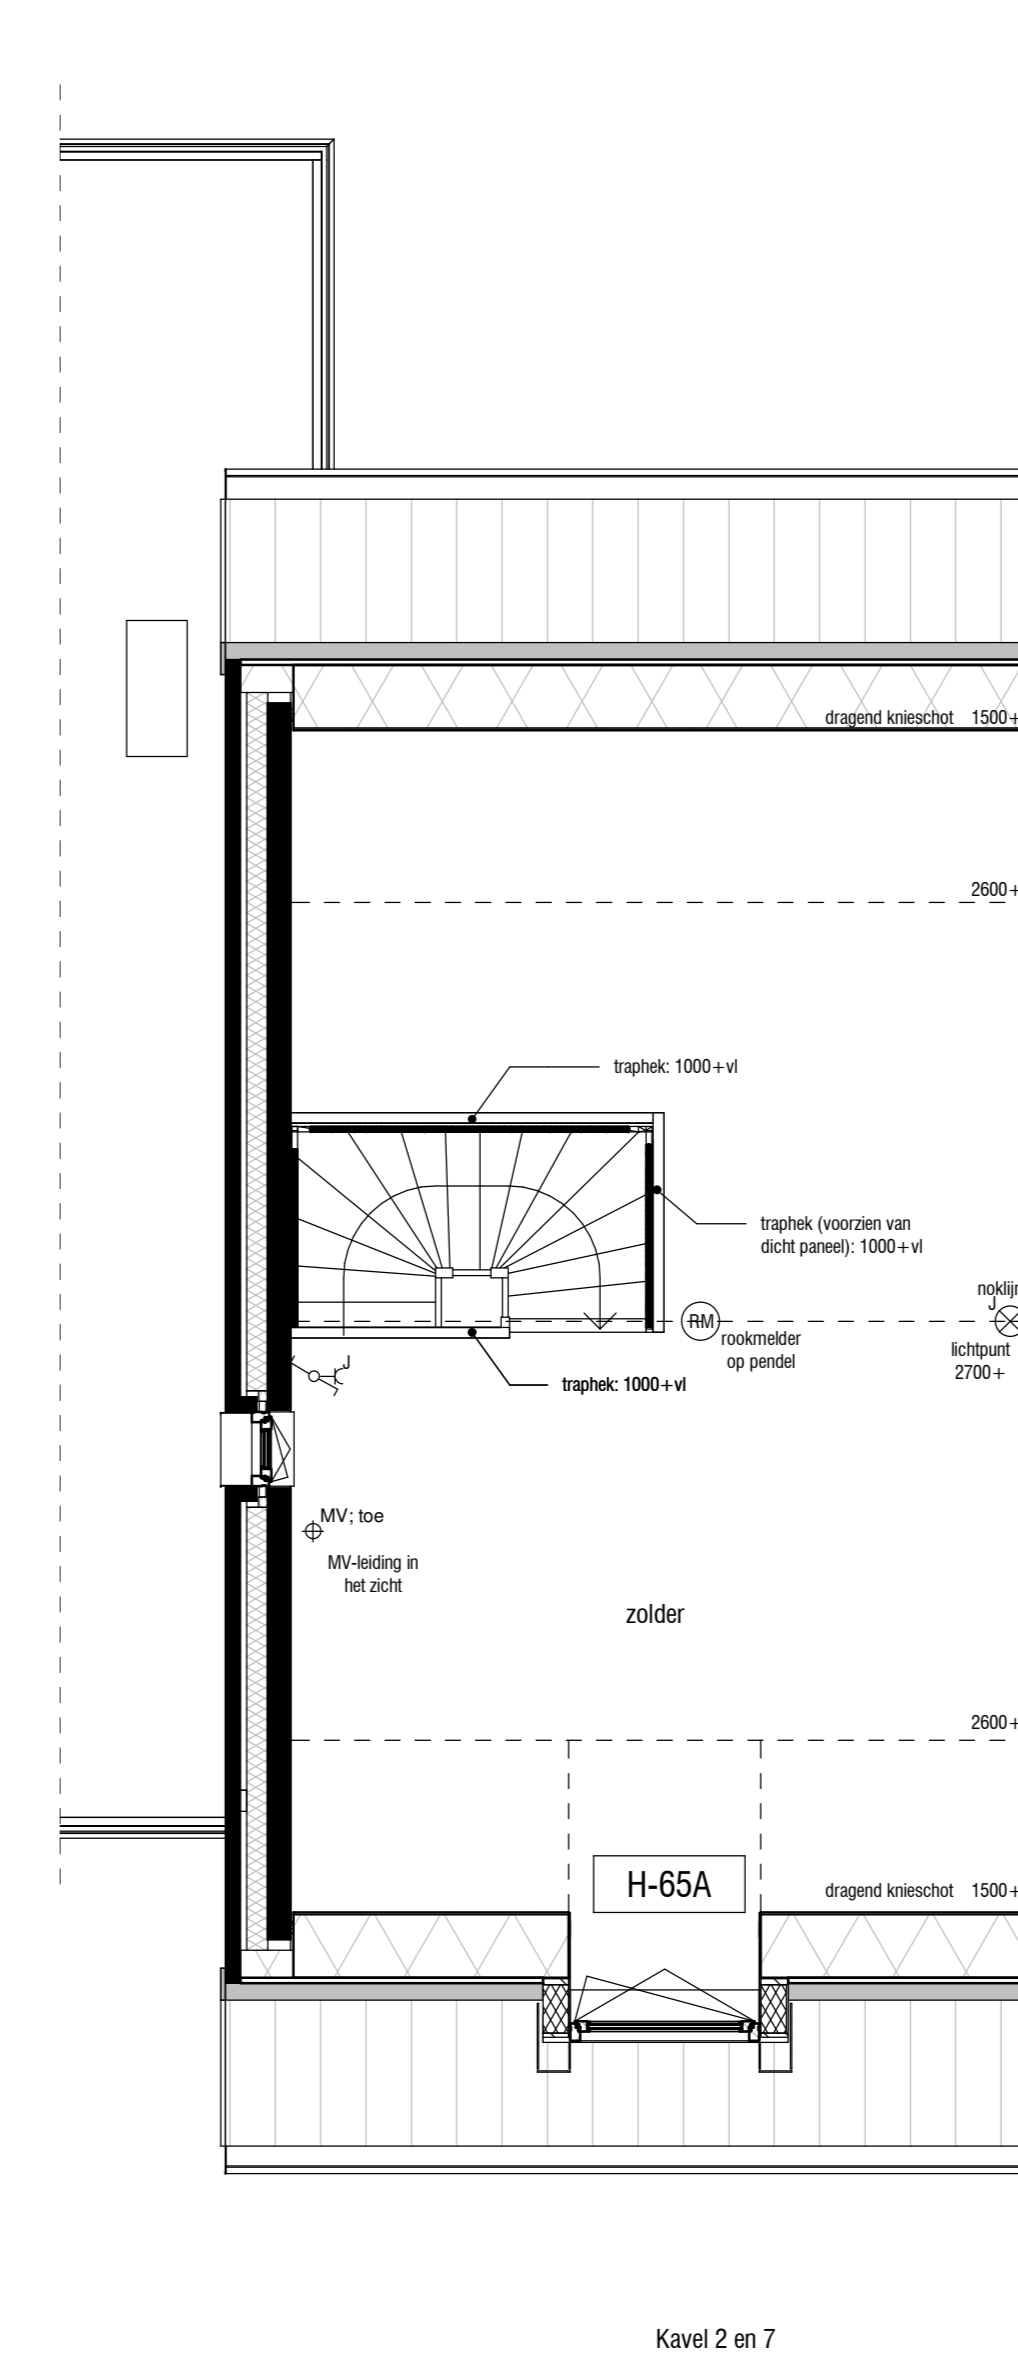 dragend knieschot 1500+
2600+
traphek: 1000+vl
traphek (voorzien van
dicht paneel): 1000+vl
noklijn
J
RM
rookmelder
op pendel
lichtpunt
2700+
J
traphek: 1000+vl
MV; toe
MV-leiding in
het zicht
zolder
2600+
H-65A
dragend knieschot 1500+
Kavel 2 en 7